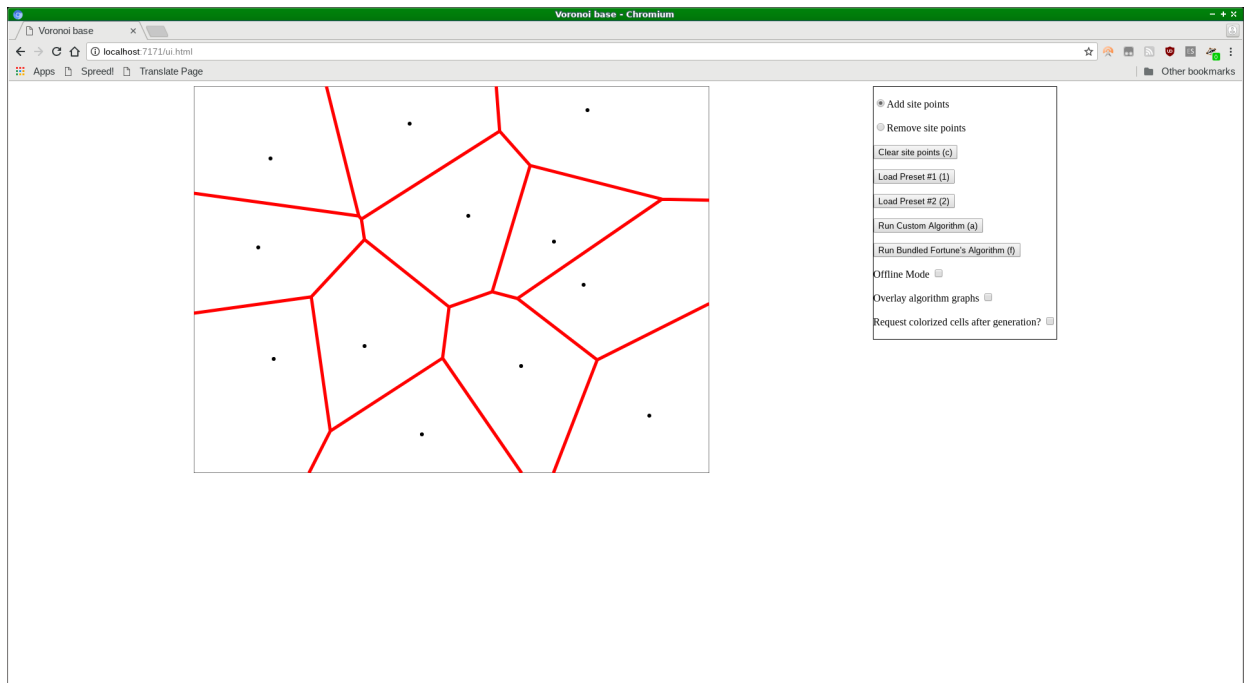 Voronoi base - Chromium
Voronoi base
localhost:7171/ui.html
Apps Spreed! Translate Page Other bookmarks
Add site points
Remove site points
Clear site points (c)
Load Preset #1 (1)
Load Preset #2 (2)
Run Custom Algorithm (a)
Run Bundled Fortune's Algorithm (f)
Offline Mode
Overlay algorithm graphs
Request colorized cells after generation?